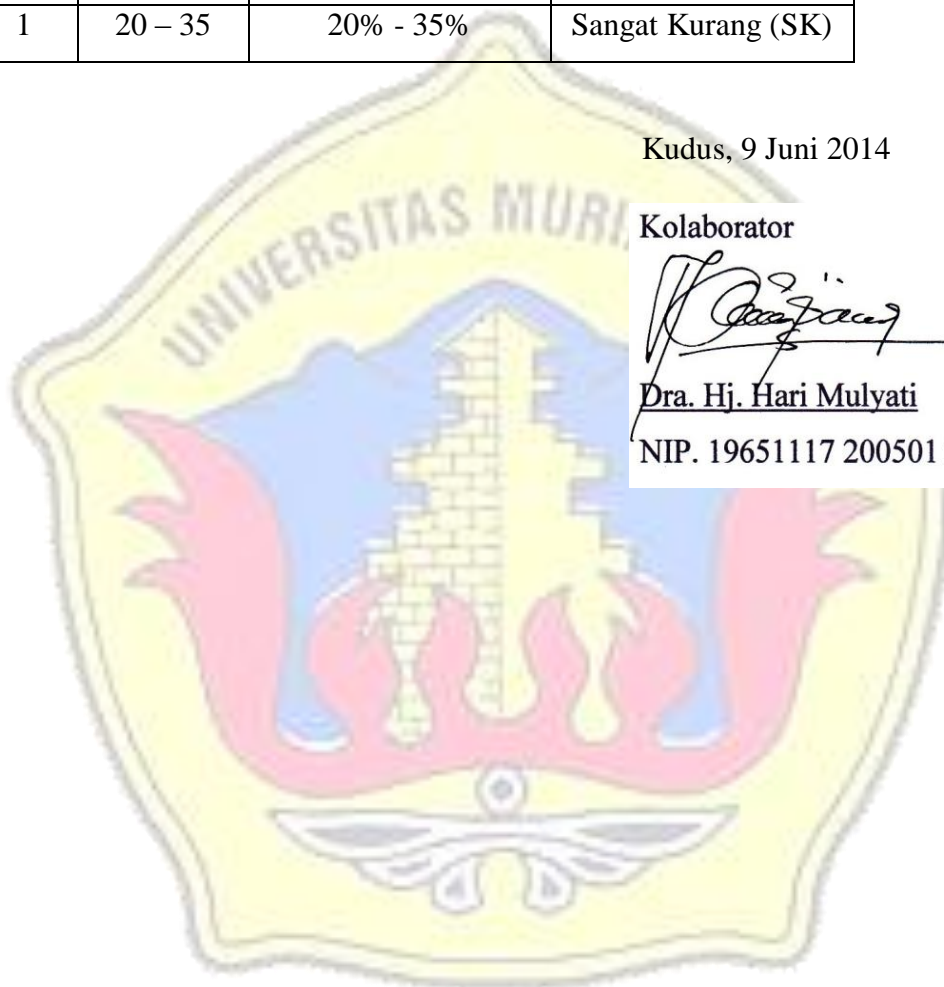 1 20 – 35 20% - 35% Sangat Kurang (SK)
Kudus, 9 Juni 2014
UNIVERSITAS MURI
Kolaborator
Dra. Hj. Hari Mulyati
NIP. 19651117 200501